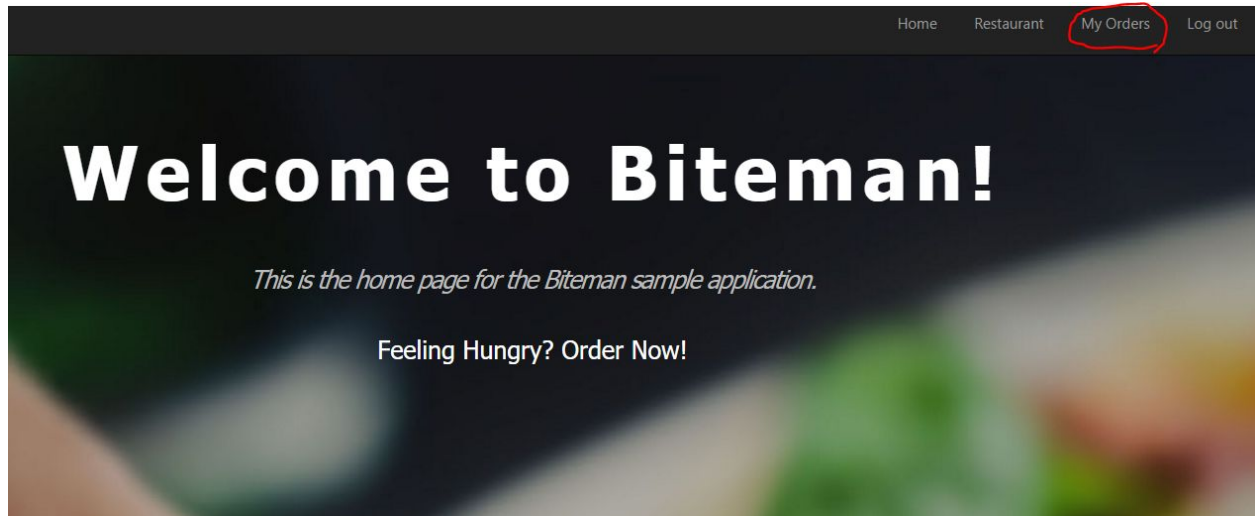 Home Restaurant My Orders Log out
Welcome to Biteman!
This is the home page for the Biteman sample application.
Feeling Hungry? Order Now!